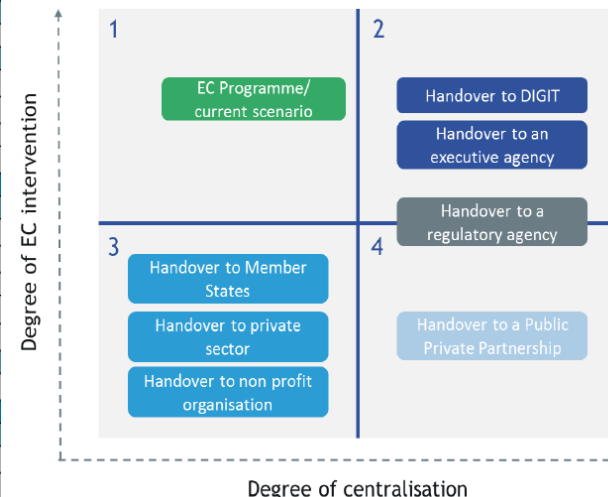 1
2
EC Programme/
current scenario
Handover to DIGIT
Handover to an
executive agency
Handover to a
regulatory agency
3
4
Handover to Member
States
Handover to private
sector
Handover to non profit
organisation
Handover to a Public
Private Partnership
Degree of EC intervention
Degree of centralisation